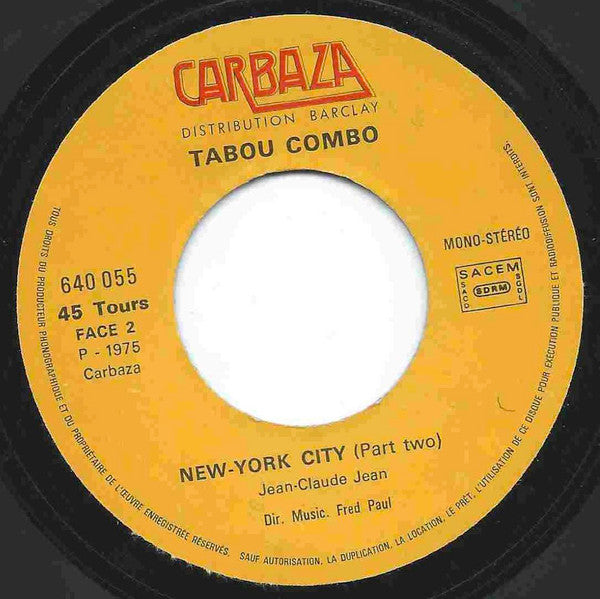 CARBAZA
DISTRIBUTION BARCLAY
TABOU COMBO
640 055
45 Tours
FACE 2
P - 1975
Carbaza
MONO-STÉRÉO
SACEM
SACD
SDRM
SGDL
NEW-YORK CITY (Part two)
Jean-Claude Jean
Dir. Music. Fred Paul
TOUS DROITS DU PRODUCTEUR PHONOGRAPHIQUE ET DU PROPRIÉTAIRE DE L'ŒUVRE ENREGISTRÉE RÉSERVÉS. SAUF AUTORISATION, LA DUPLICATION, LA LOCATION, LE PRÊT, L'UTILISATION DE CE DISQUE POUR EXÉCUTION PUBLIQUE ET RADIODIFFUSION SONT INTERDITS.